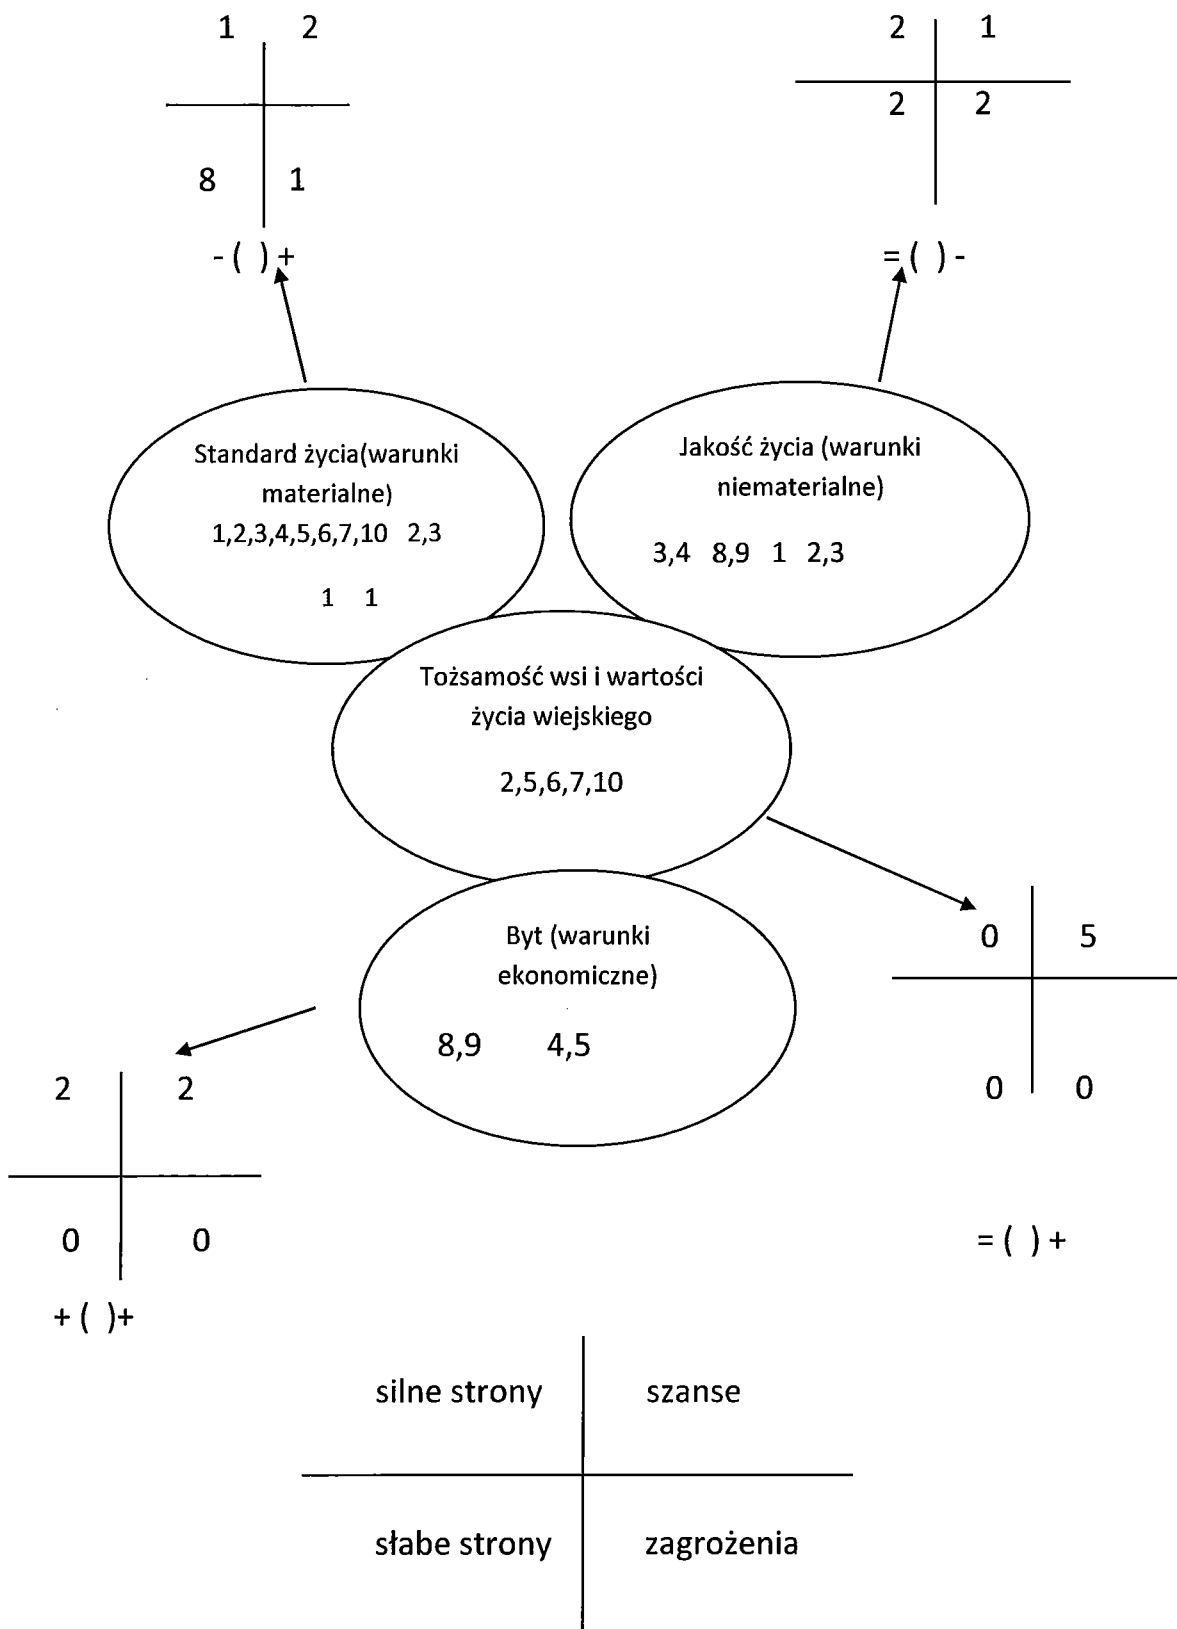 1 2
8 1
- ( ) +
2 1
2 2
= ( ) -
Standard życia(warunki
materialne)
1,2,3,4,5,6,7,10 2,3
1 1
Jakość życia (warunki
niematerialne)
3,4 8,9 1 2,3
Tożsamość wsi i wartości
życia wiejskiego
2,5,6,7,10
0 5
0 0
= ( ) +
Byt (warunki
ekonomiczne)
8,9 4,5
2 2
0 0
+ ( )+
silne strony szanse
słabe strony zagrożenia